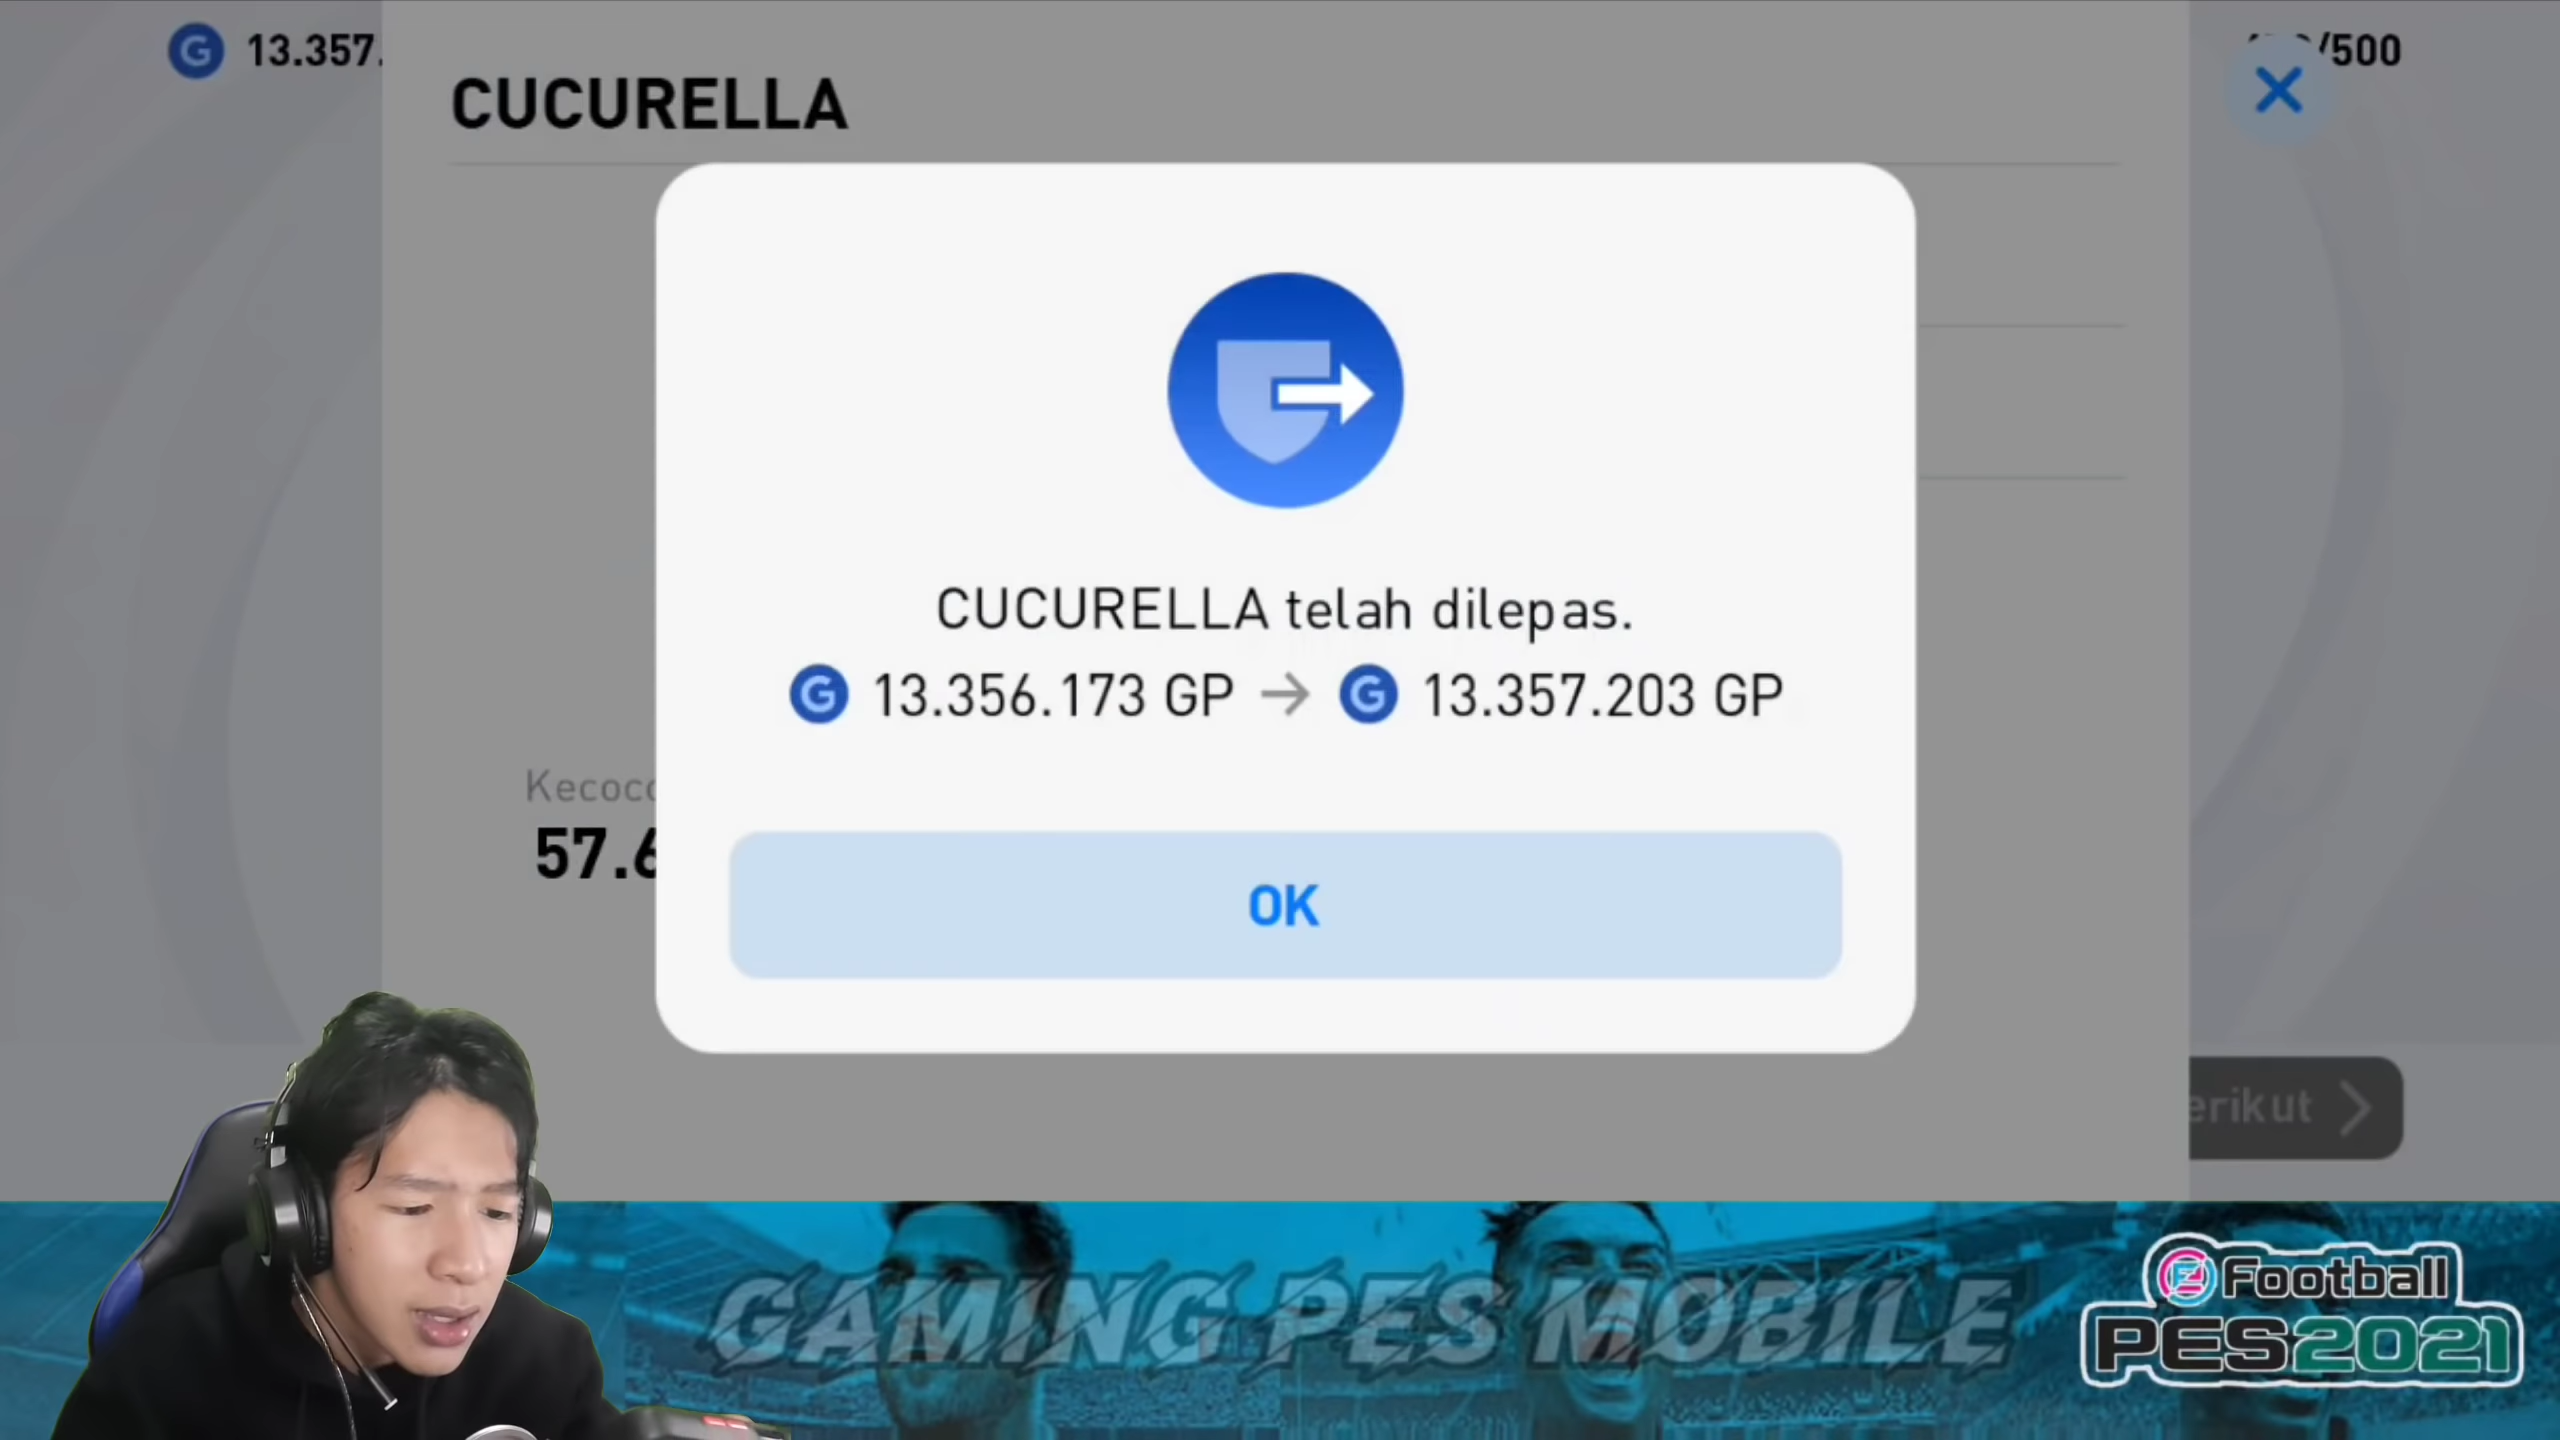 13.357.
/500
CUCURELLA
CUCURELLA telah dilepas.
13.356.173 GP → 13.357.203 GP
57.6
OK
erikut
GAMING PES MOBILE
eFootball
PES2021